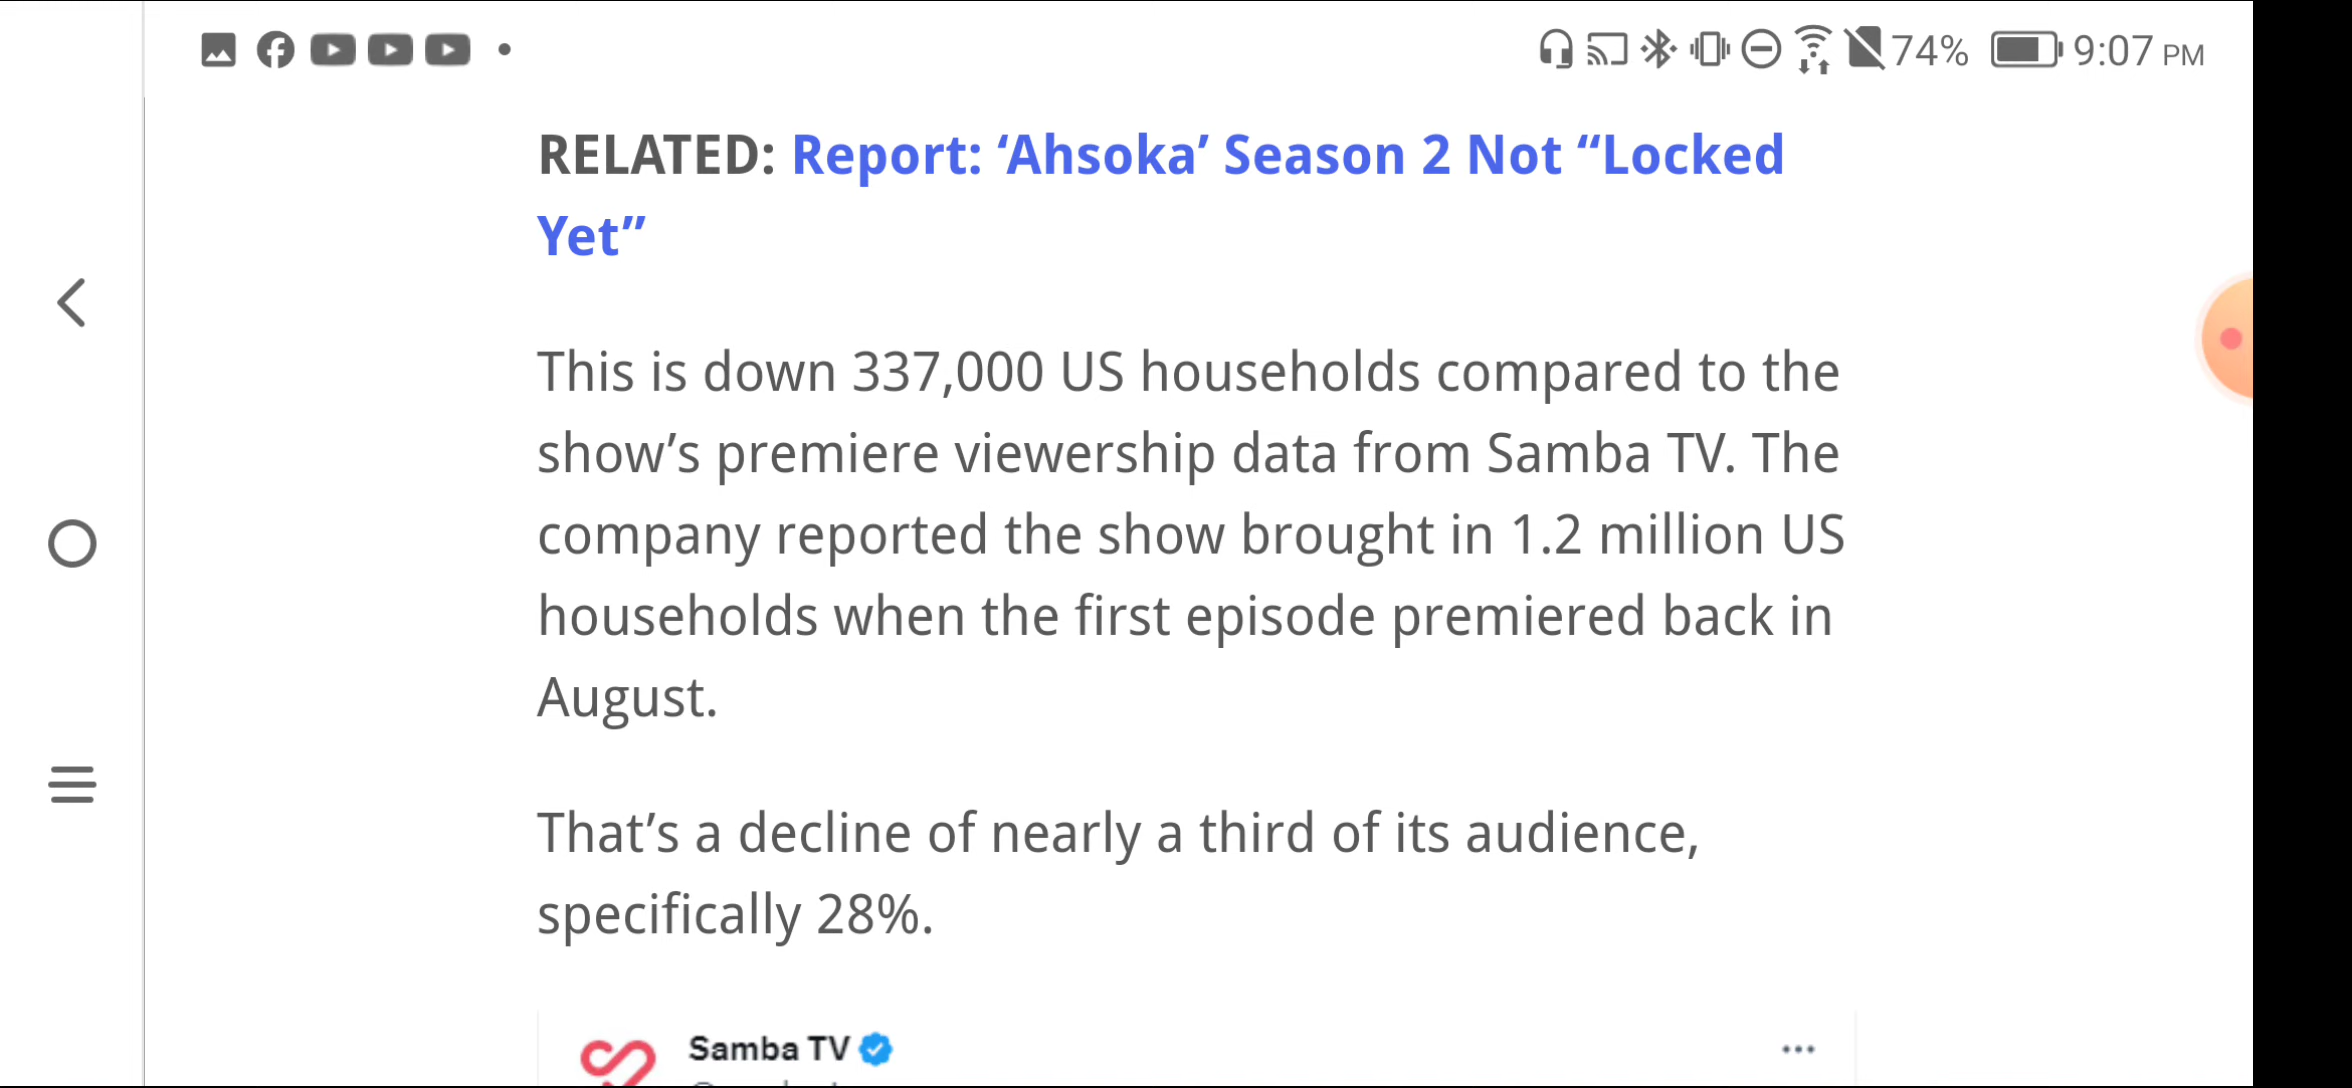 74% 9:07 PM
RELATED: Report: ‘Ahsoka’ Season 2 Not “Locked
Yet”
This is down 337,000 US households compared to the
show’s premiere viewership data from Samba TV. The
company reported the show brought in 1.2 million US
households when the first episode premiered back in
August.
That’s a decline of nearly a third of its audience,
specifically 28%.
Samba TV